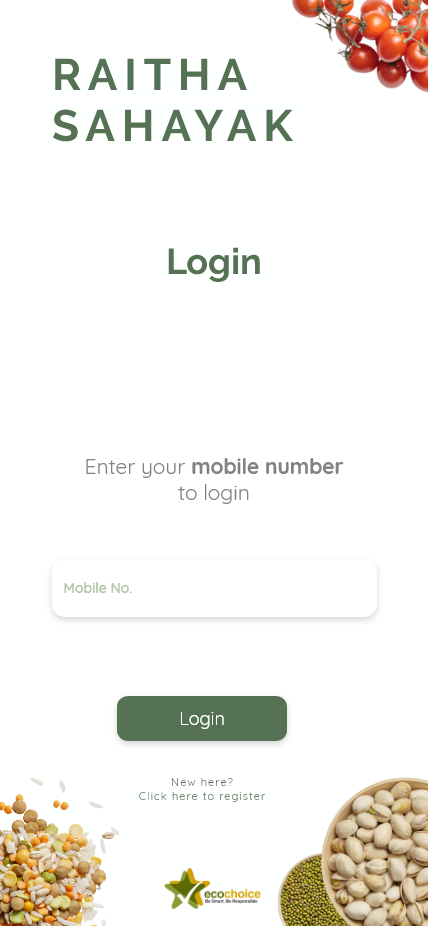 RAITHA
SAHAYAK
Login
Enter your mobile number
to login
Mobile No.
Login
New here?
Click here to register
ecochoice
Be Smart. Be Responsible